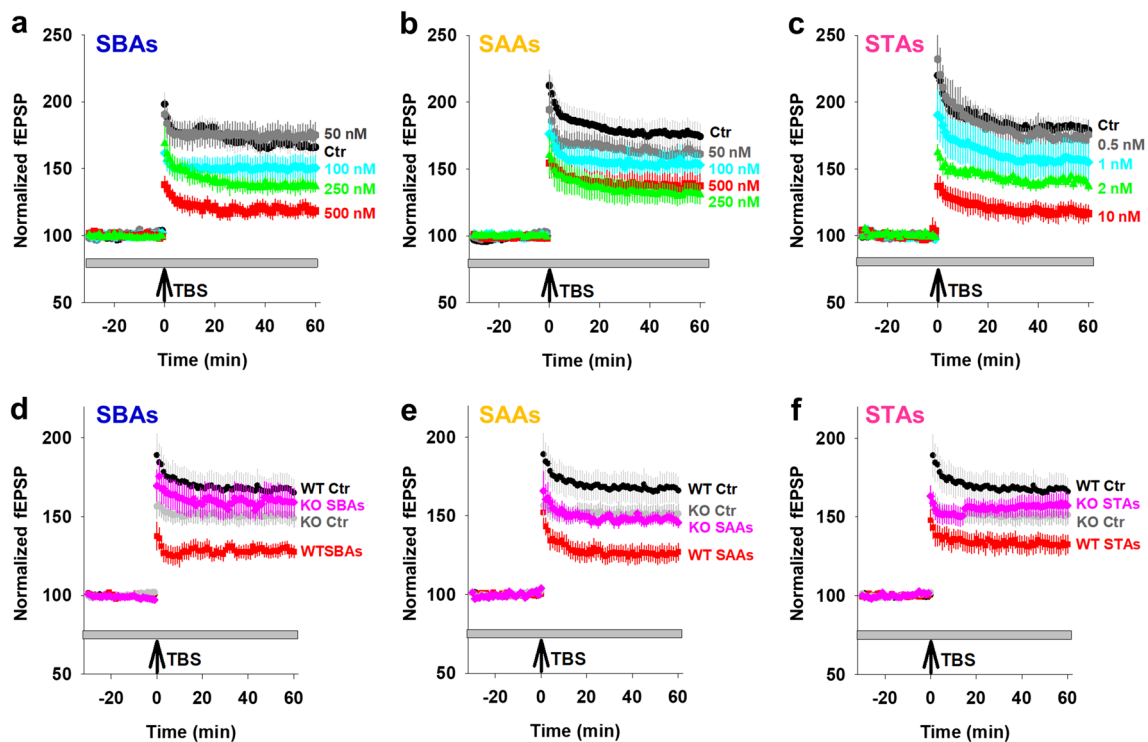 a
SBAs
250
200
150
100
50
Normalized fEPSP
50 nM
Ctr
100 nM
250 nM
500 nM
TBS
-20 0 20 40 60
Time (min)
b
SAAs
250
200
150
100
50
Normalized fEPSP
Ctr
50 nM
100 nM
500 nM
250 nM
TBS
-20 0 20 40 60
Time (min)
c
STAs
250
200
150
100
50
Normalized fEPSP
Ctr
0.5 nM
1 nM
2 nM
10 nM
TBS
-20 0 20 40 60
Time (min)
d
SBAs
200
150
100
50
Normalized fEPSP
WT Ctr
KO SBAs
KO Ctr
WTSBAs
TBS
-20 0 20 40 60
Time (min)
e
SAAs
200
150
100
50
Normalized fEPSP
WT Ctr
KO Ctr
KO SAAs
WT SAAs
TBS
-20 0 20 40 60
Time (min)
f
STAs
200
150
100
50
Normalized fEPSP
WT Ctr
KO STAs
KO Ctr
WT STAs
TBS
-20 0 20 40 60
Time (min)